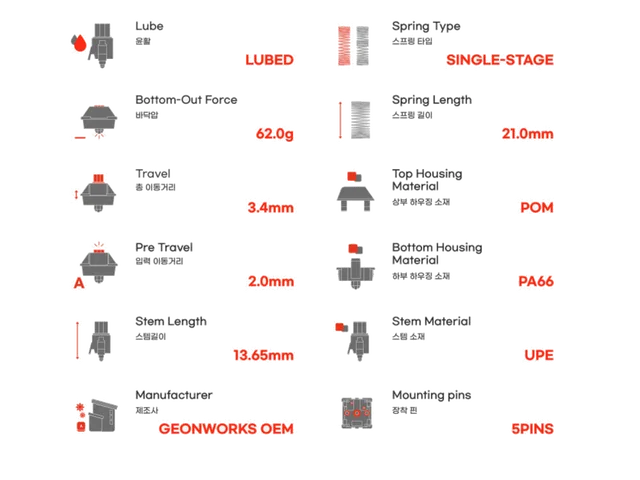 Lube
윤활
LUBED
Spring Type
스프링 타입
SINGLE-STAGE
Bottom-Out Force
바닥압
62.0g
Spring Length
스프링 길이
21.0mm
Travel
총 이동거리
3.4mm
Top Housing
Material
상부 하우징 소재
POM
Pre Travel
입력 이동거리
A
2.0mm
Bottom Housing
Material
하부 하우징 소재
PA66
Stem Length
스템길이
13.65mm
Stem Material
스템 소재
UPE
Manufacturer
제조사
GEONWORKS OEM
Mounting pins
장착 핀
5PINS